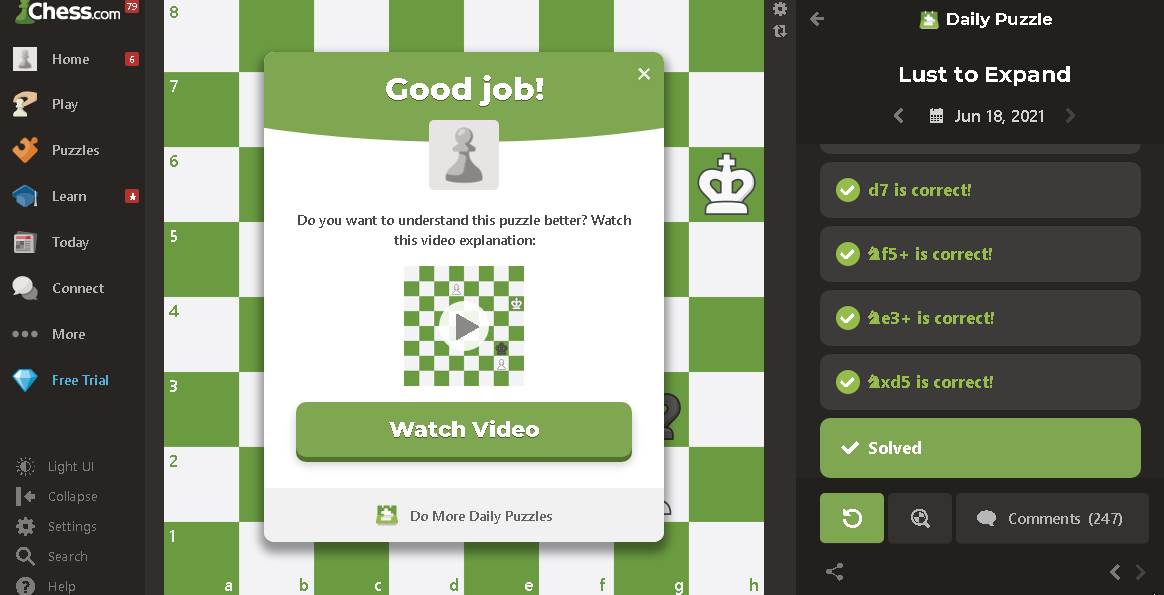 Chess.com 79
Home 6
Play
Puzzles
Learn
Today
Connect
More
Free Trial
Light UI
Collapse
Settings
Search
Help
8
7
6
5
4
3
2
1
a b c d e f g h
Good job!
Do you want to understand this puzzle better? Watch
this video explanation:
Watch Video
Do More Daily Puzzles
Daily Puzzle
Lust to Expand
Jun 18, 2021
d7 is correct!
♞f5+ is correct!
♞e3+ is correct!
♞xd5 is correct!
Solved
Comments (247)